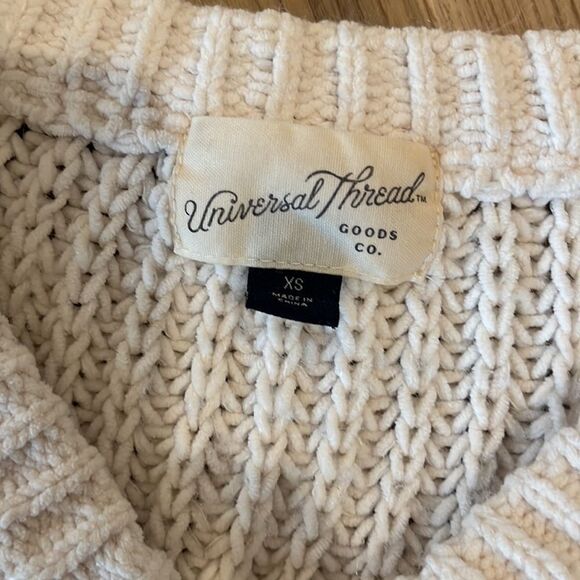 Universal Thread™
GOODS
CO.
XS
MADE IN
CHINA